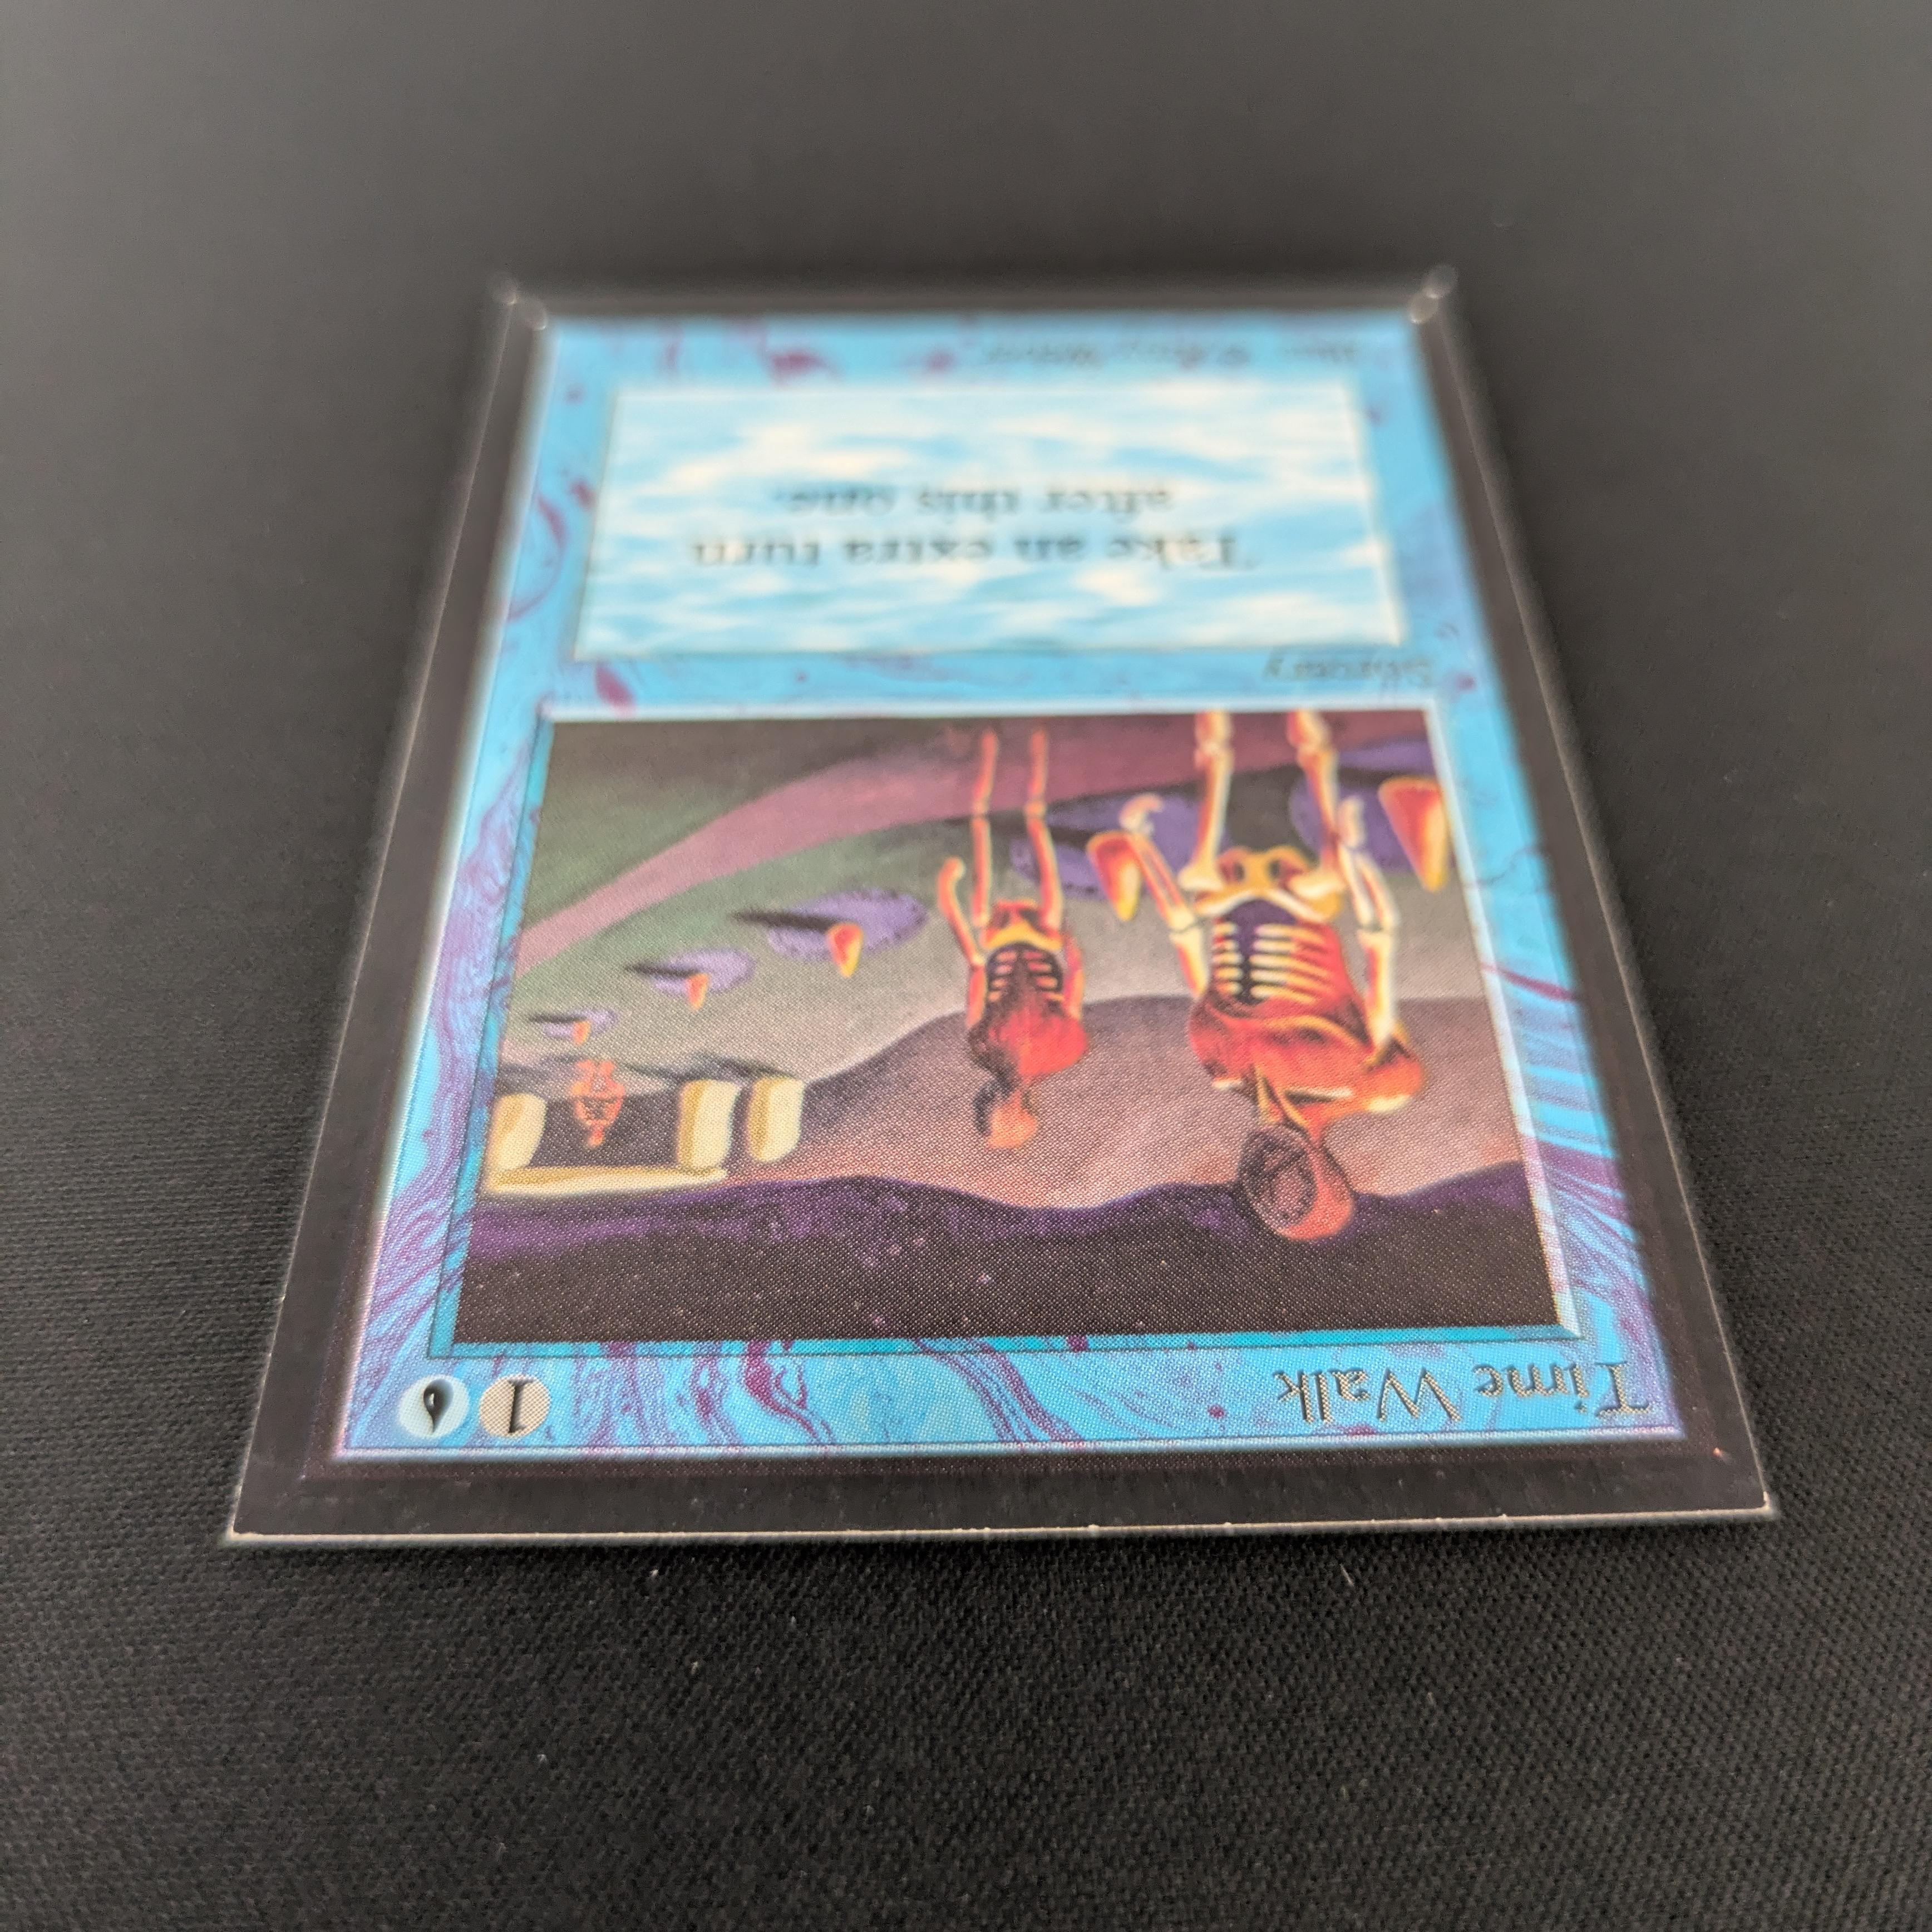 Time Walk
1
Sorcery
Take an extra turn
after this one.